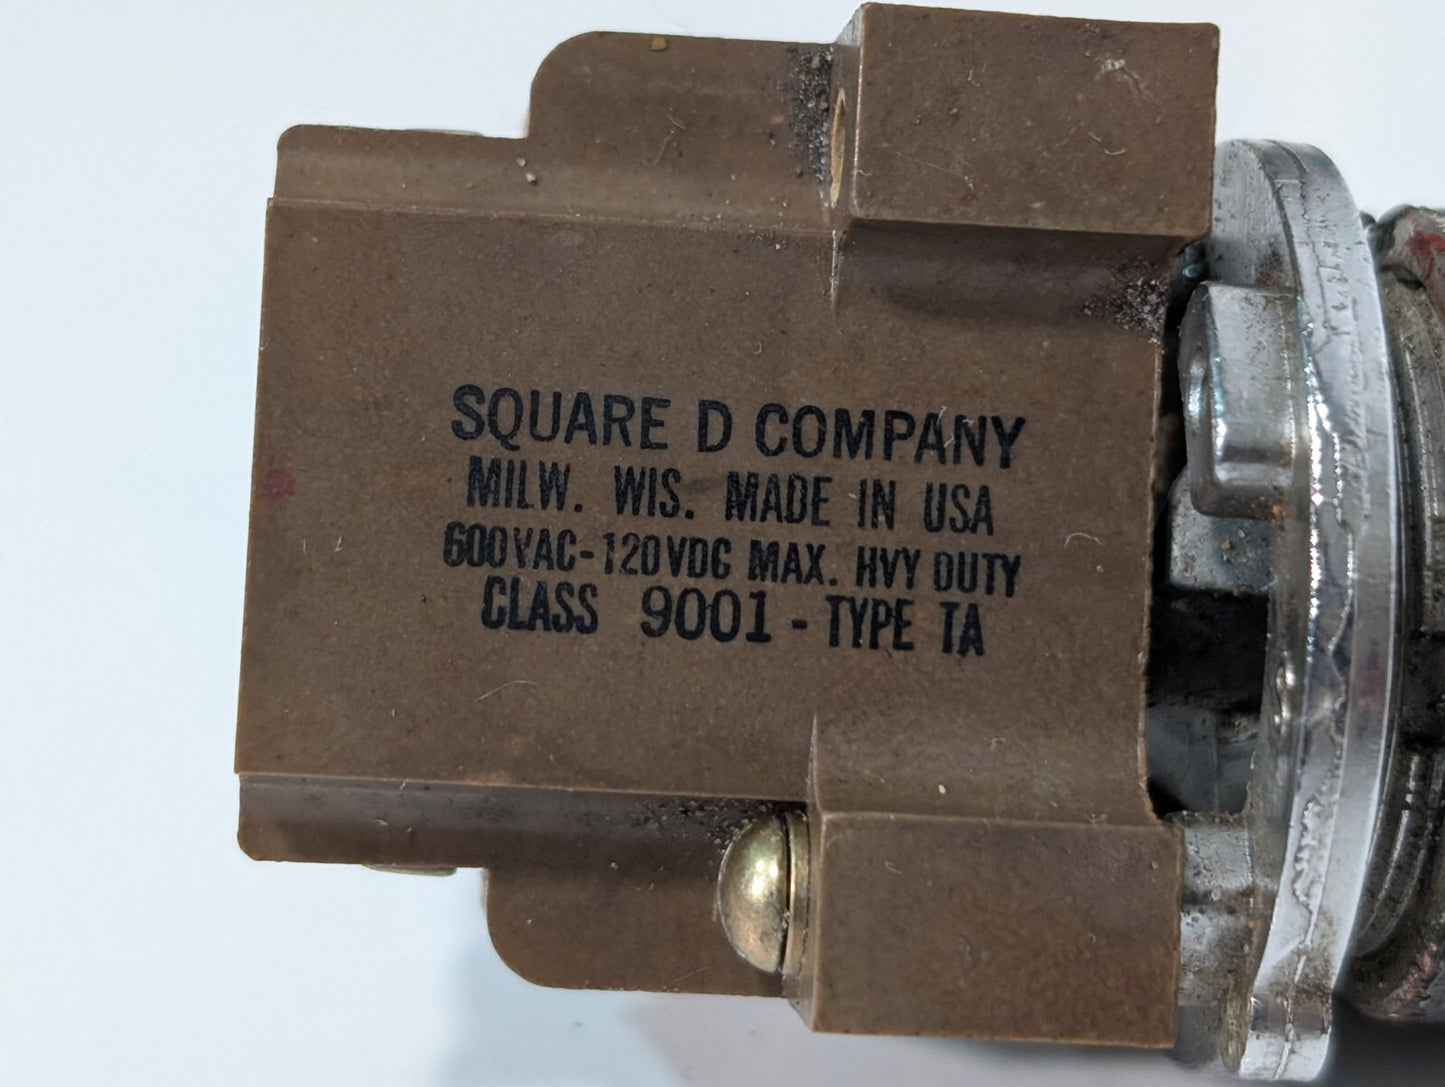 SQUARE D COMPANY
MILW. WIS. MADE IN USA
600VAC-120VDC MAX. HVY DUTY
CLASS 9001 - TYPE TA